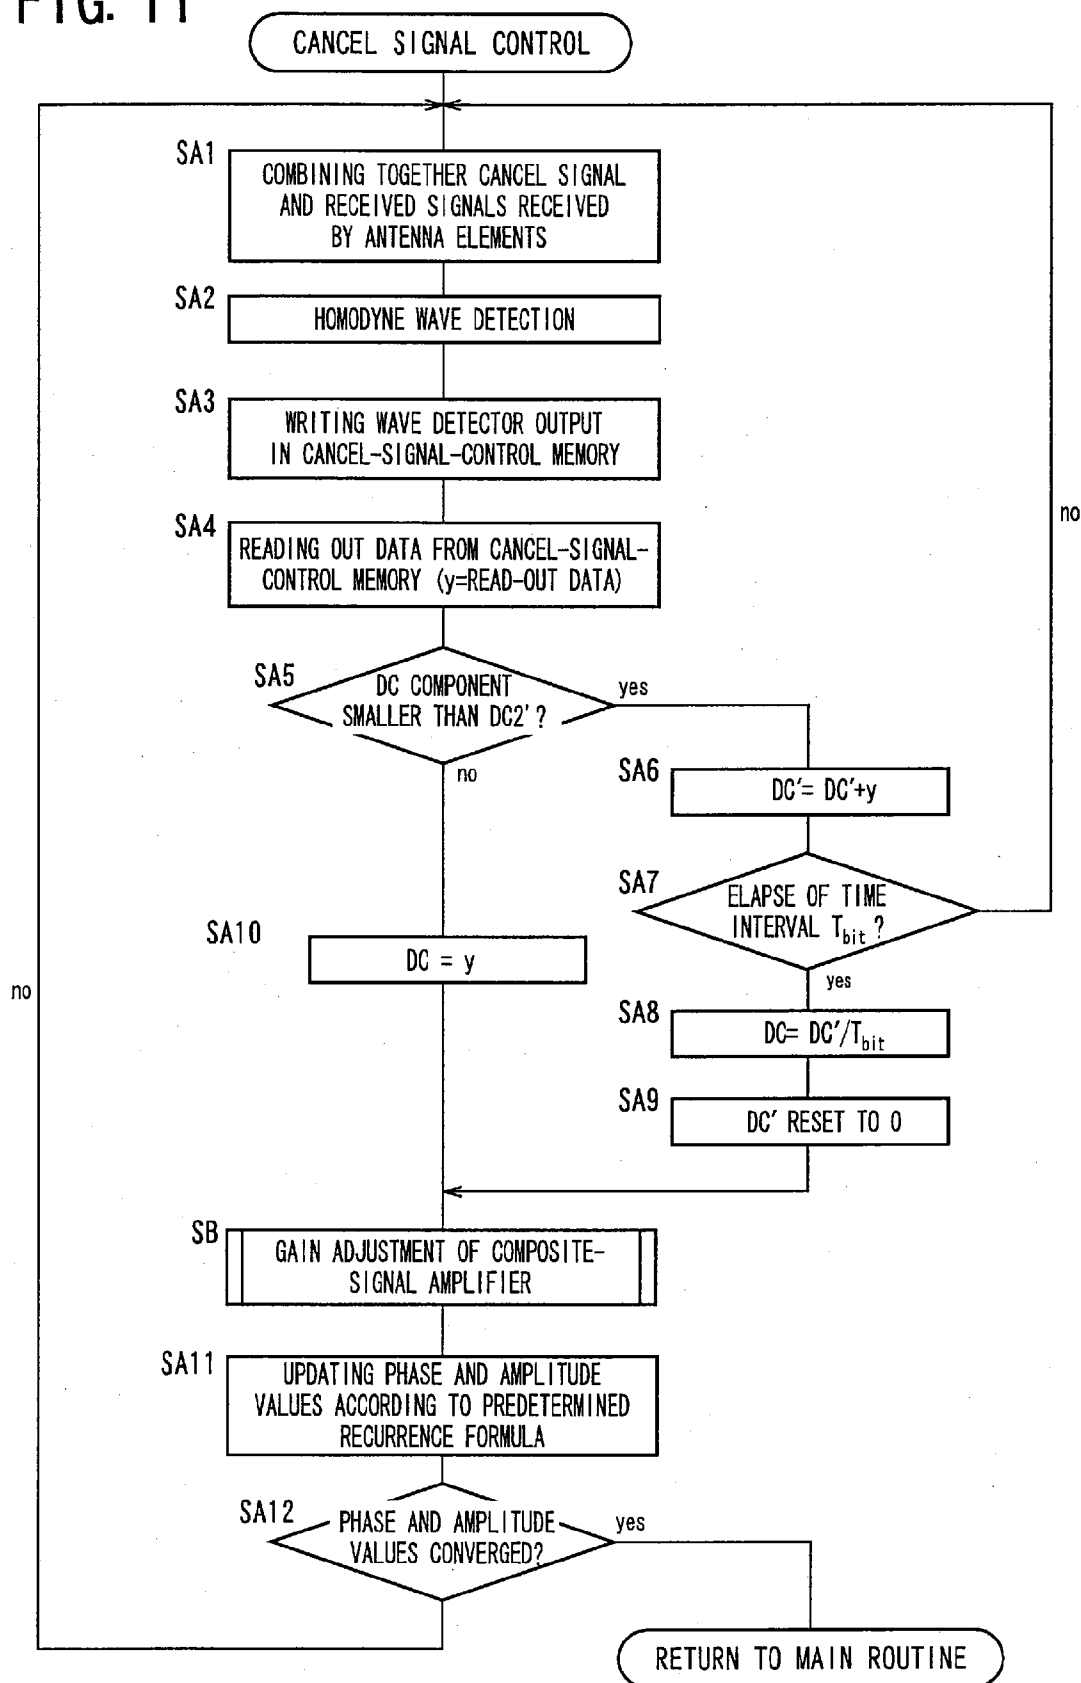 FIG. 11
CANCEL SIGNAL CONTROL
SA1
COMBINING TOGETHER CANCEL SIGNAL
AND RECEIVED SIGNALS RECEIVED
BY ANTENNA ELEMENTS
SA2
HOMODYNE WAVE DETECTION
SA3
WRITING WAVE DETECTOR OUTPUT
IN CANCEL-SIGNAL-CONTROL MEMORY
SA4
READING OUT DATA FROM CANCEL-SIGNAL-
CONTROL MEMORY (y=READ-OUT DATA)
SA5
DC COMPONENT
SMALLER THAN DC2'?
yes
no
SA6
DC'= DC'+y
SA7
ELAPSE OF TIME
INTERVAL Tbit ?
no
yes
SA8
DC= DC'/Tbit
SA9
DC' RESET TO 0
SA10
DC = y
SB
GAIN ADJUSTMENT OF COMPOSITE-
SIGNAL AMPLIFIER
SA11
UPDATING PHASE AND AMPLITUDE
VALUES ACCORDING TO PREDETERMINED
RECURRENCE FORMULA
SA12
PHASE AND AMPLITUDE
VALUES CONVERGED?
yes
no
RETURN TO MAIN ROUTINE